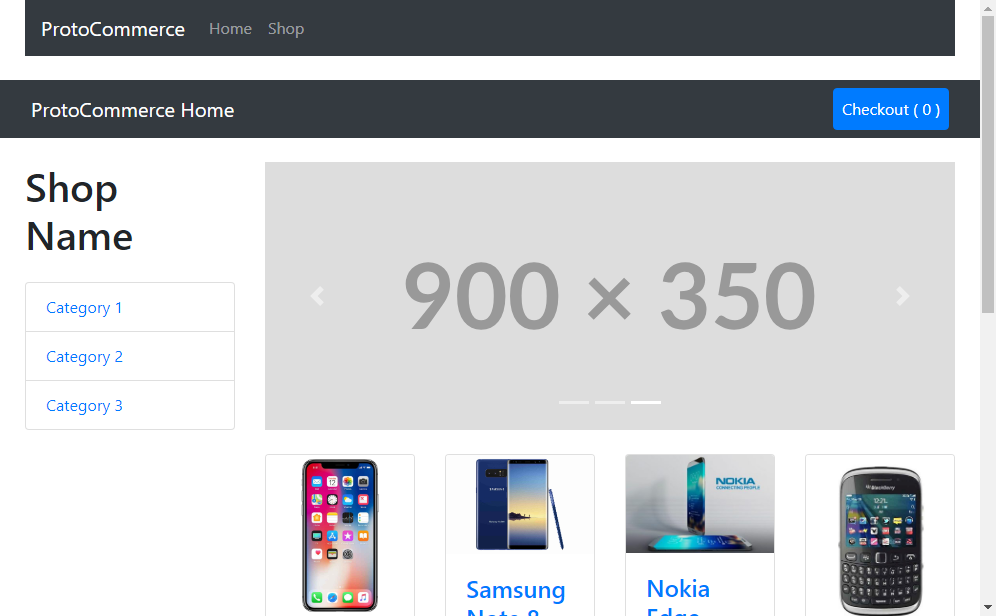 ProtoCommerce Home Shop
ProtoCommerce Home
Checkout ( 0 )
Shop
Name
Category 1
Category 2
Category 3
900 × 350
NOKIA
CONNECTING PEOPLE
BlackBerry
Samsung
Note 8
Nokia
Edge